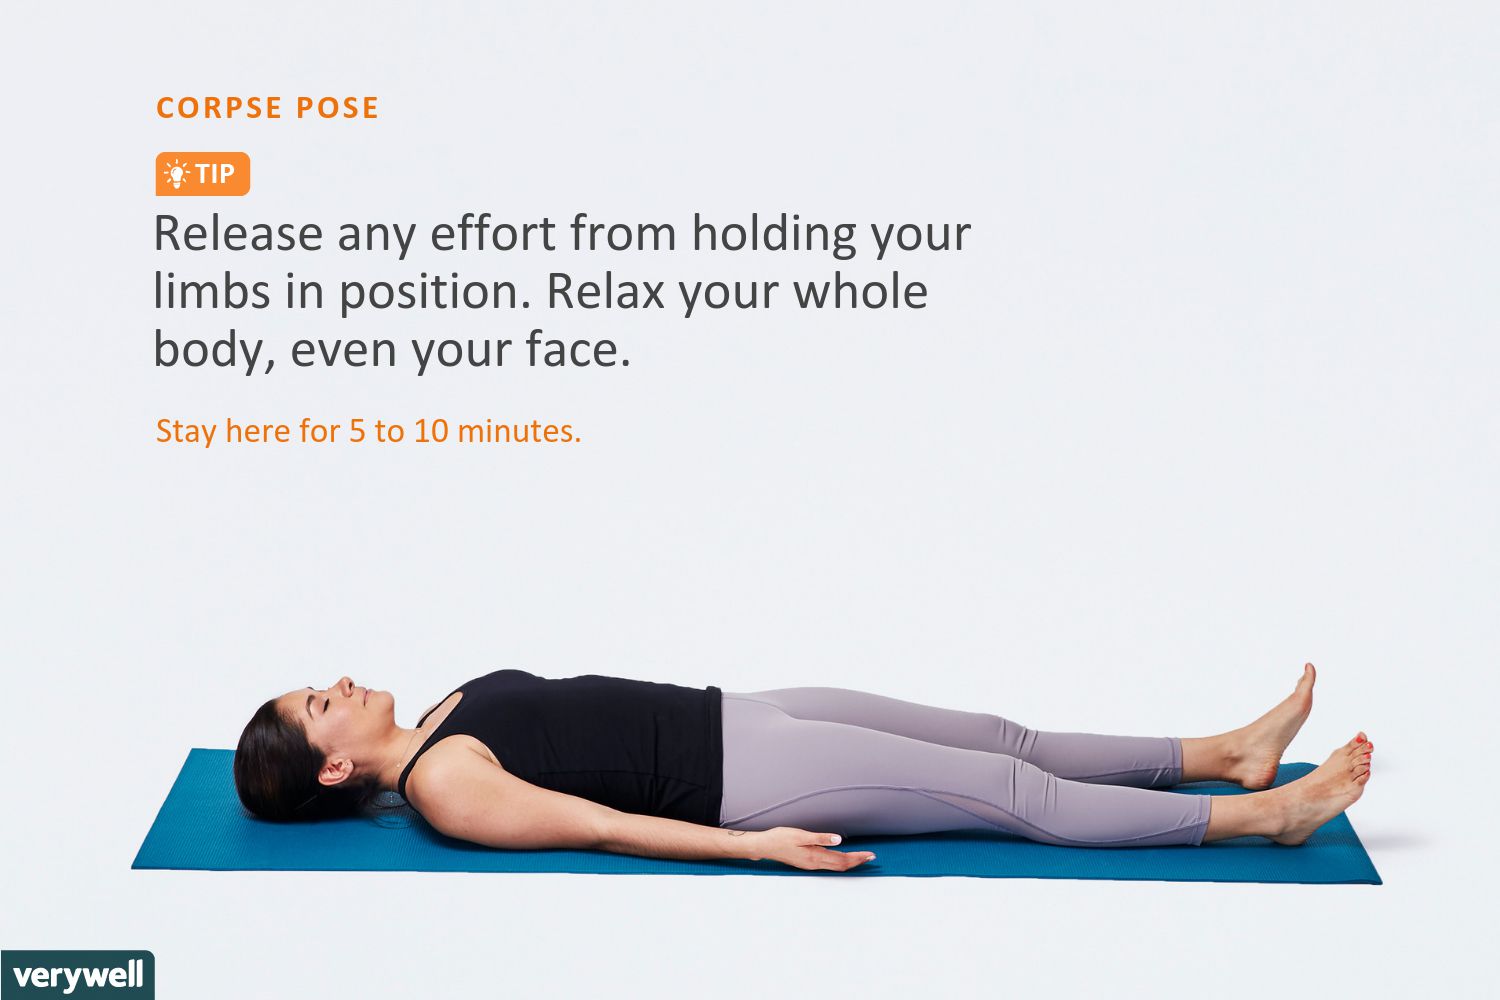 CORPSE POSE
TIP
Release any effort from holding your
limbs in position. Relax your whole
body, even your face.
Stay here for 5 to 10 minutes.
verywell